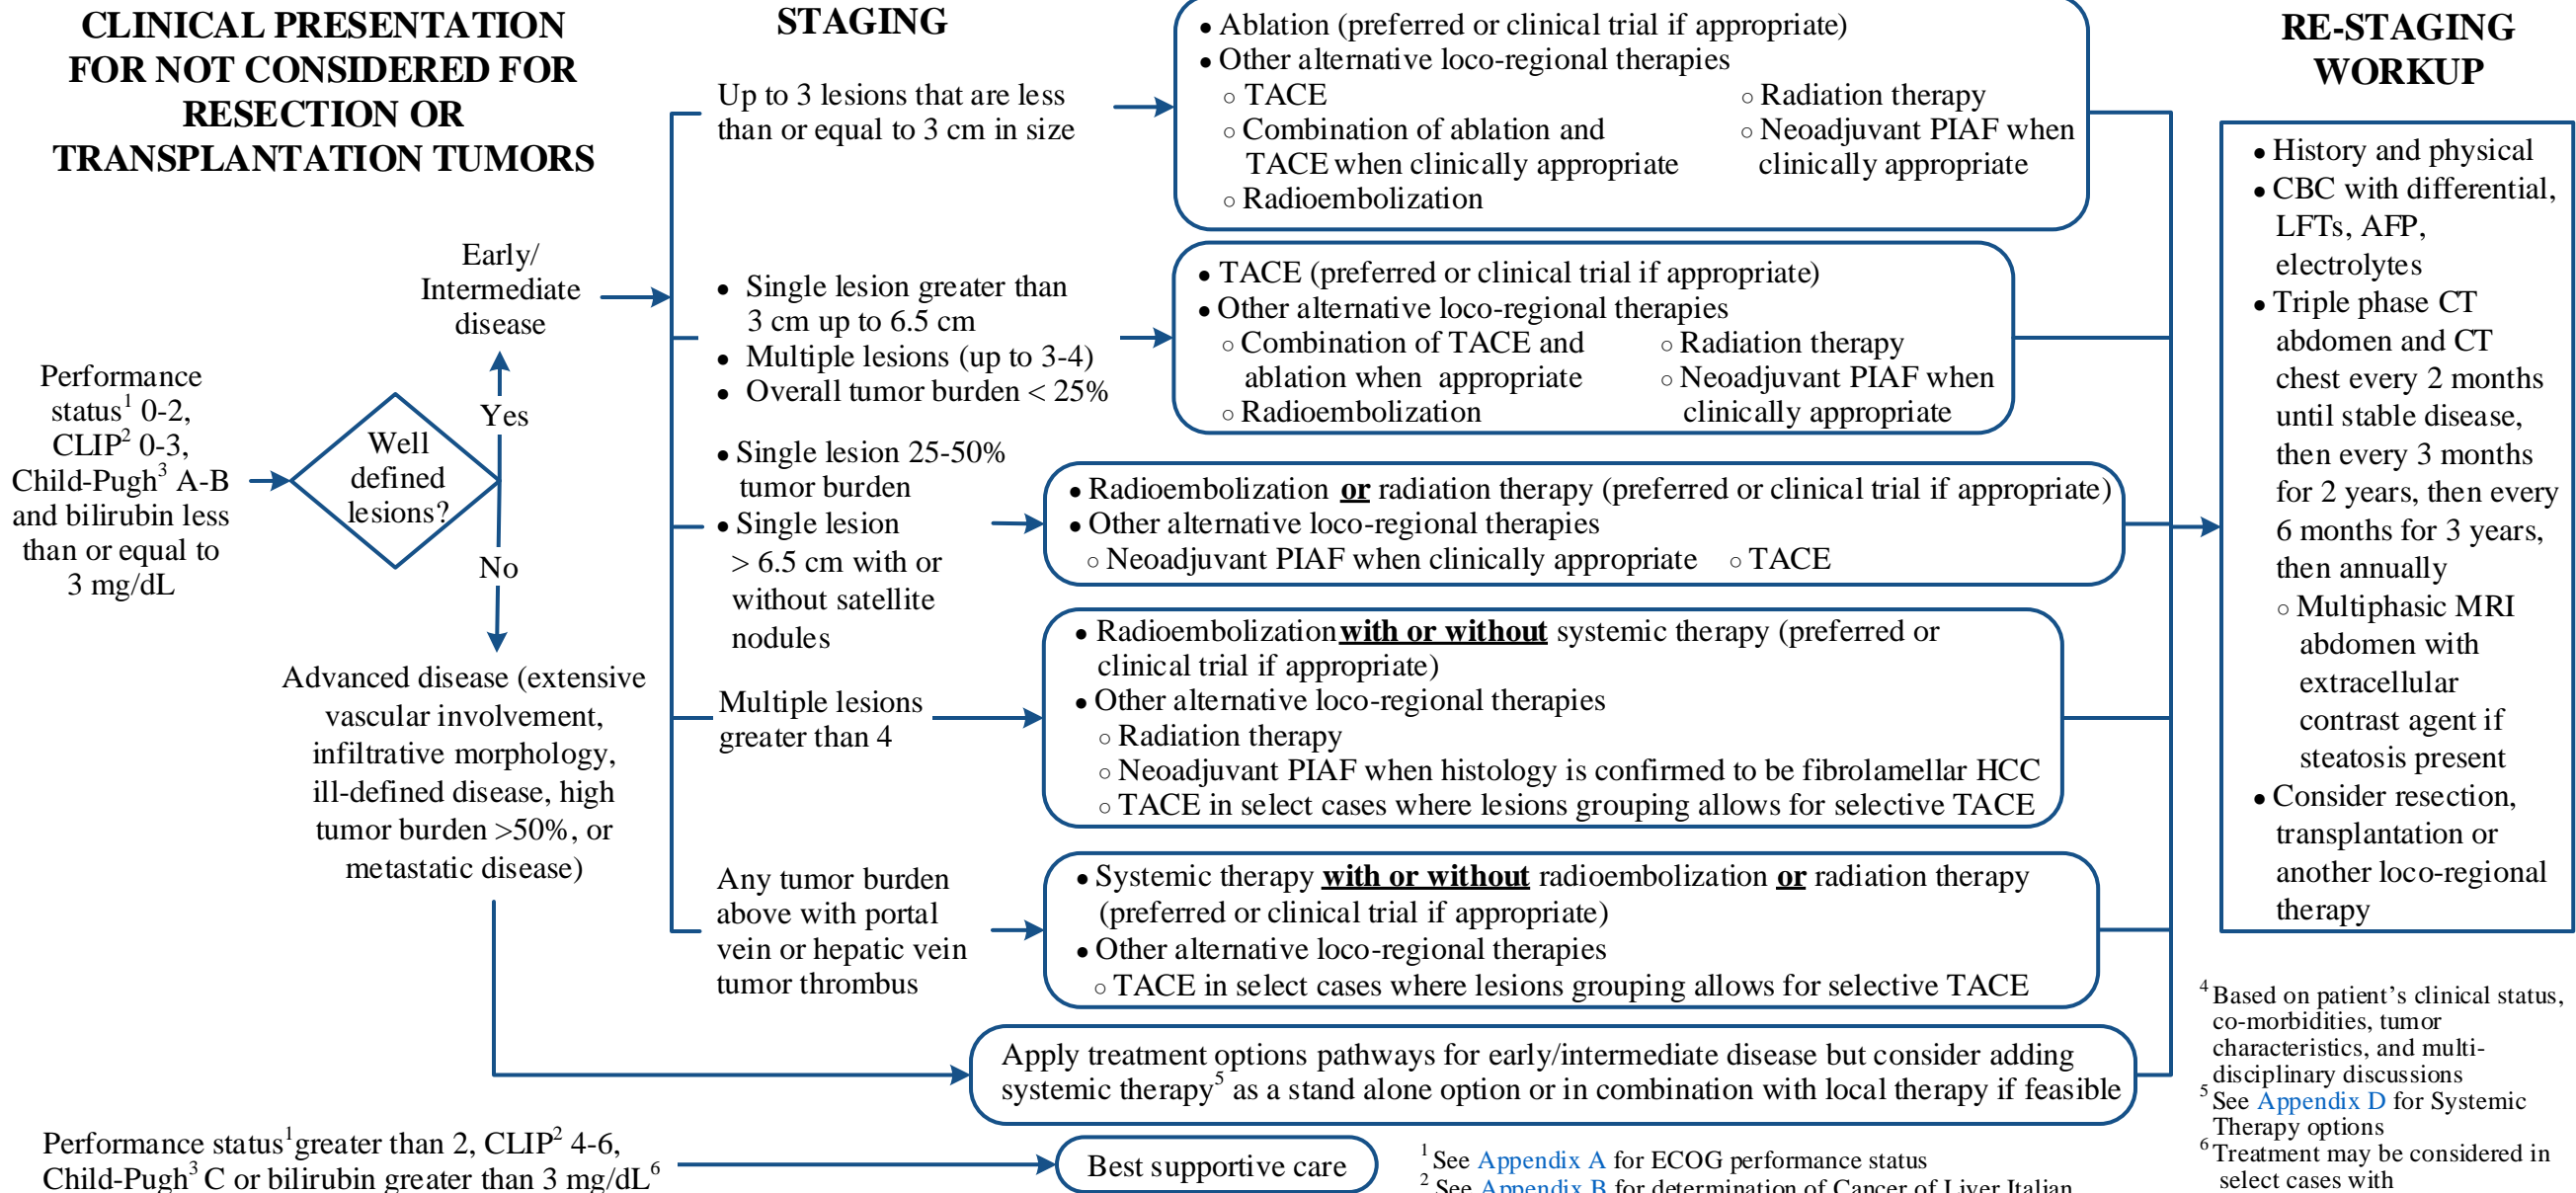 CLINICAL PRESENTATION
FOR NOT CONSIDERED FOR
RESECTION OR
TRANSPLANTATION TUMORS
Performance
status1 0-2,
CLIP2 0-3,
Child-Pugh3 A-B
and bilirubin less
than or equal to
3 mg/dL
Well
defined
lesions?
Yes
Early/
Intermediate
disease
No
Advanced disease (extensive
vascular involvement,
infiltrative morphology,
ill-defined disease, high
tumor burden >50%, or
metastatic disease)
STAGING
Up to 3 lesions that are less
than or equal to 3 cm in size
● Ablation (preferred or clinical trial if appropriate)
● Other alternative loco-regional therapies
○ TACE
○ Combination of ablation and
TACE when clinically appropriate
○ Radioembolization
○ Radiation therapy
○ Neoadjuvant PIAF when
clinically appropriate
● Single lesion greater than
3 cm up to 6.5 cm
● Multiple lesions (up to 3-4)
● Overall tumor burden < 25%
● TACE (preferred or clinical trial if appropriate)
● Other alternative loco-regional therapies
○ Combination of TACE and
ablation when appropriate
○ Radioembolization
○ Radiation therapy
○ Neoadjuvant PIAF when
clinically appropriate
● Single lesion 25-50%
tumor burden
● Single lesion
> 6.5 cm with or
without satellite
nodules
● Radioembolization or radiation therapy (preferred or clinical trial if appropriate)
● Other alternative loco-regional therapies
○ Neoadjuvant PIAF when clinically appropriate ○ TACE
Multiple lesions
greater than 4
● Radioembolization with or without systemic therapy (preferred or
clinical trial if appropriate)
● Other alternative loco-regional therapies
○ Radiation therapy
○ Neoadjuvant PIAF when histology is confirmed to be fibrolamellar HCC
○ TACE in select cases where lesions grouping allows for selective TACE
Any tumor burden
above with portal
vein or hepatic vein
tumor thrombus
● Systemic therapy with or without radioembolization or radiation therapy
(preferred or clinical trial if appropriate)
● Other alternative loco-regional therapies
○ TACE in select cases where lesions grouping allows for selective TACE
Apply treatment options pathways for early/intermediate disease but consider adding
systemic therapy5 as a stand alone option or in combination with local therapy if feasible
Performance status1 greater than 2, CLIP2 4-6,
Child-Pugh3 C or bilirubin greater than 3 mg/dL6
Best supportive care
RE-STAGING
WORKUP
● History and physical
● CBC with differential,
LFTs, AFP,
electrolytes
● Triple phase CT
abdomen and CT
chest every 2 months
until stable disease,
then every 3 months
for 2 years, then every
6 months for 3 years,
then annually
○ Multiphasic MRI
abdomen with
extracellular
contrast agent if
steatosis present
● Consider resection,
transplantation or
another loco-regional
therapy
1 See Appendix A for ECOG performance status
2 See Appendix B for determination of Cancer of Liver Italian
4 Based on patient's clinical status,
co-morbidities, tumor
characteristics, and multi-
disciplinary discussions
5 See Appendix D for Systemic
Therapy options
6 Treatment may be considered in
select cases with